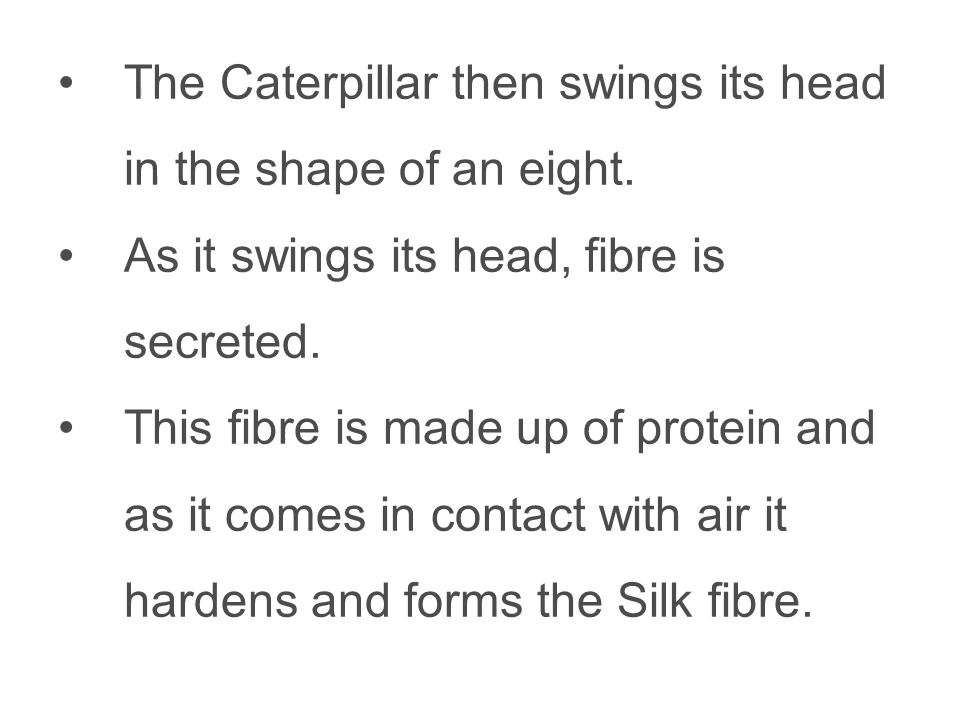 • The Caterpillar then swings its head
in the shape of an eight.
• As it swings its head, fibre is
secreted.
• This fibre is made up of protein and
as it comes in contact with air it
hardens and forms the Silk fibre.